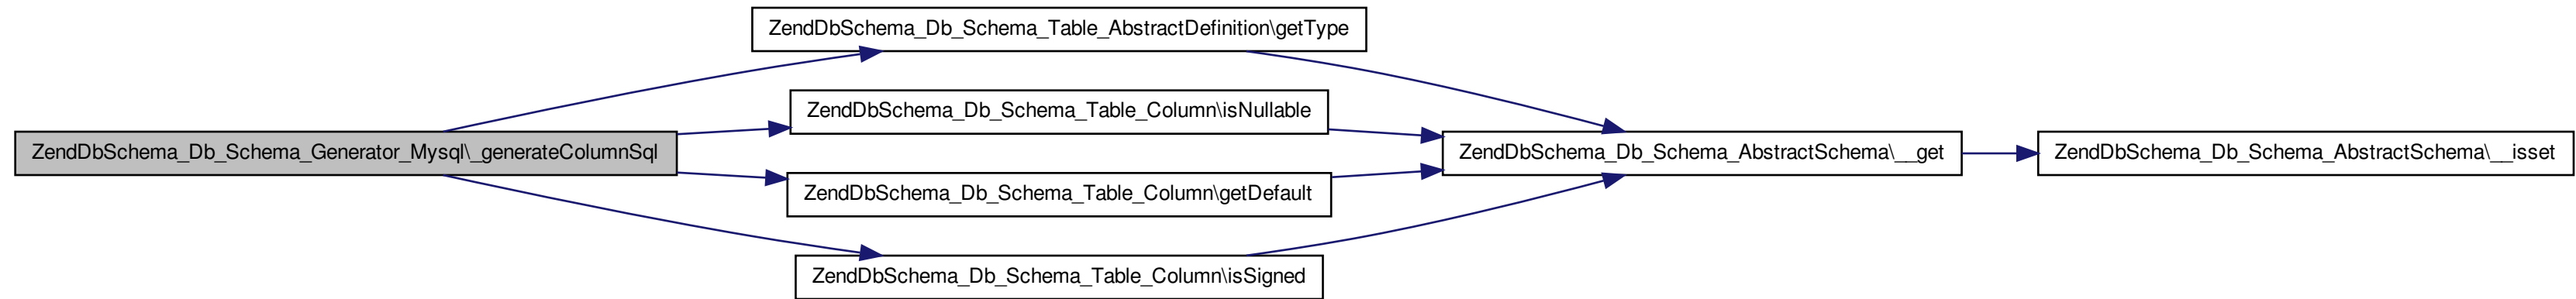 ZendDbSchema_Db_Schema_Table_AbstractDefinition\getType
ZendDbSchema_Db_Schema_Table_Column\isNullable
ZendDbSchema_Db_Schema_Generator_Mysql\_generateColumnSql
ZendDbSchema_Db_Schema_AbstractSchema\__get
ZendDbSchema_Db_Schema_AbstractSchema\__isset
ZendDbSchema_Db_Schema_Table_Column\getDefault
ZendDbSchema_Db_Schema_Table_Column\isSigned